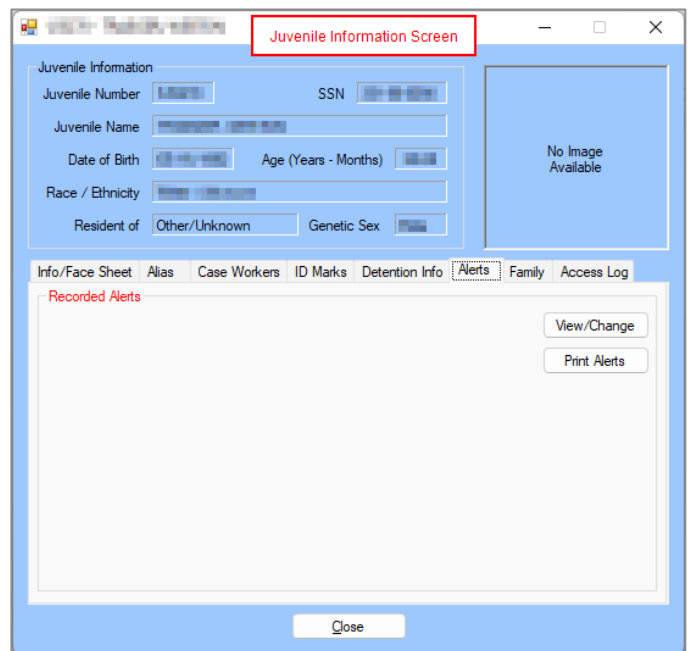 Juvenile Information Screen
Juvenile Information
Juvenile Number SSN
Juvenile Name
Date of Birth Age (Years - Months)
No Image
Available
Race / Ethnicity
Resident of Other/Unknown Genetic Sex
Info/Face Sheet Alias Case Workers ID Marks Detention Info Alerts Family Access Log
Recorded Alerts
View/Change
Print Alerts
Close